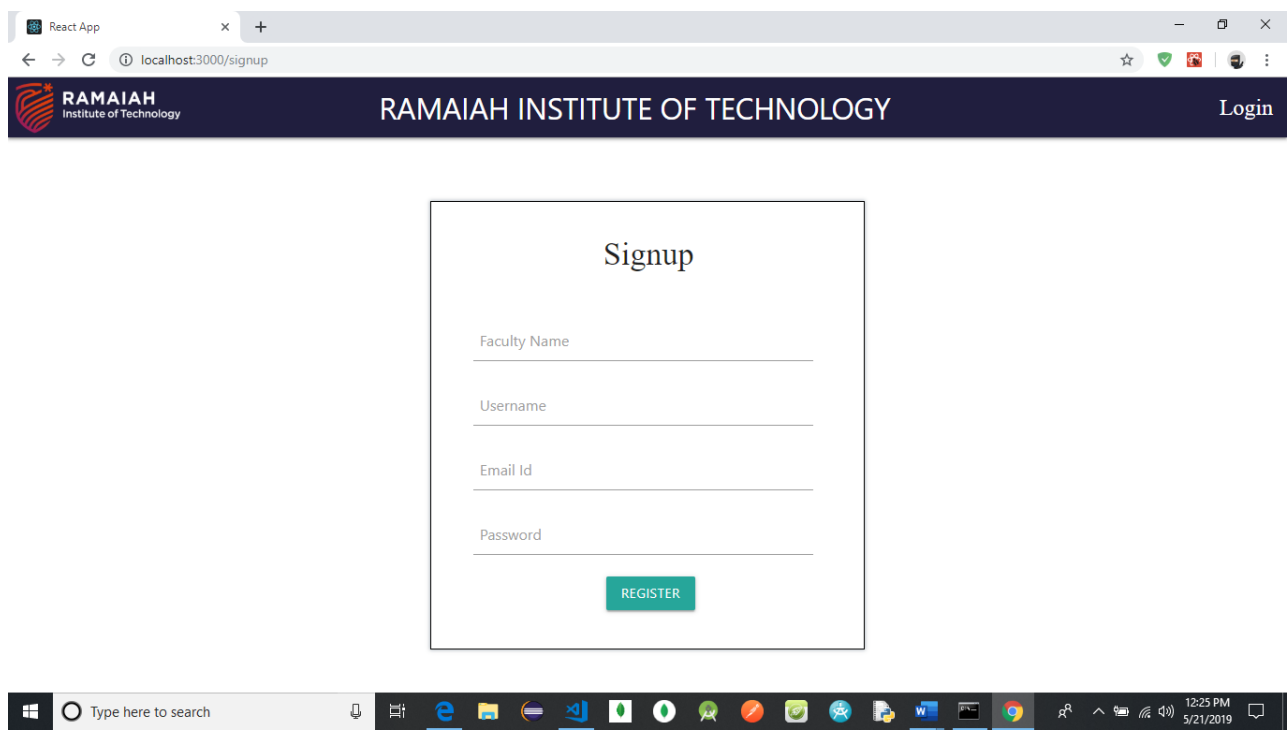 React App
localhost:3000/signup
RAMAIAH
Institute of Technology
RAMAIAH INSTITUTE OF TECHNOLOGY
Login
Signup
Faculty Name
Username
Email Id
Password
REGISTER
Type here to search
12:25 PM
5/21/2019